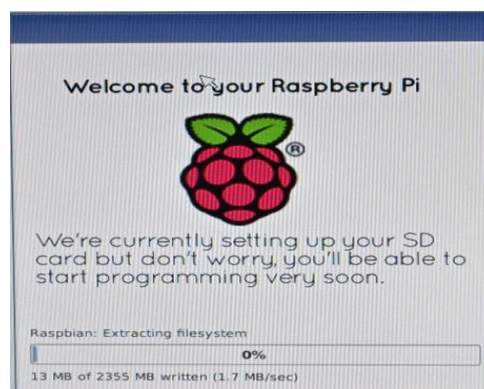 Welcome to your Raspberry Pi
®
We're currently setting up your SD
card but don't worry, you'll be able to
start programming very soon.
Raspbian: Extracting filesystem
0%
13 MB of 2355 MB written (1.7 MB/sec)